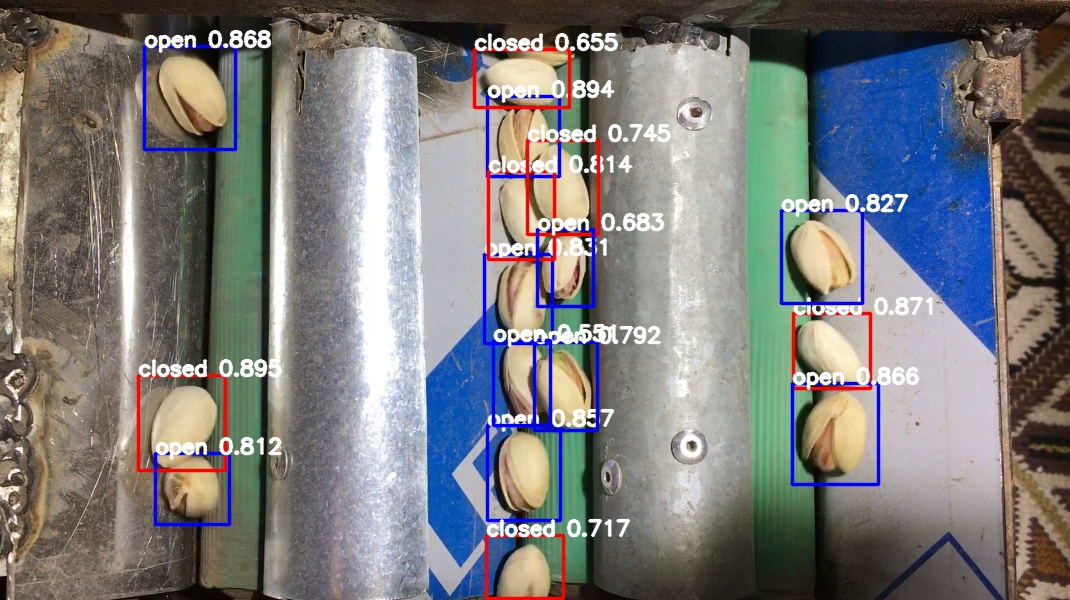 open 0.868
closed 0.655
open 0.894
closed 0.745
closed 0.814
open 0.827
open 0.683
open 0.831
closed 0.871
open 0.551
open 0.792
closed 0.895
open 0.866
open 0.857
open 0.812
closed 0.717